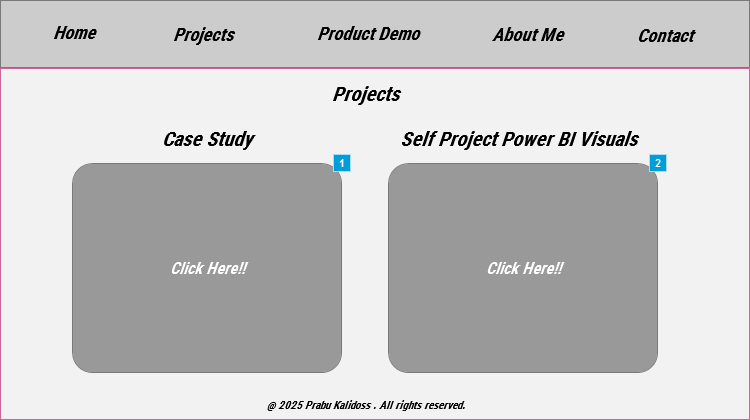 Home Projects Product Demo About Me Contact
Projects
Case Study Self Project Power BI Visuals
1 2
Click Here!! Click Here!!
@ 2025 Prabu Kalidoss . All rights reserved.